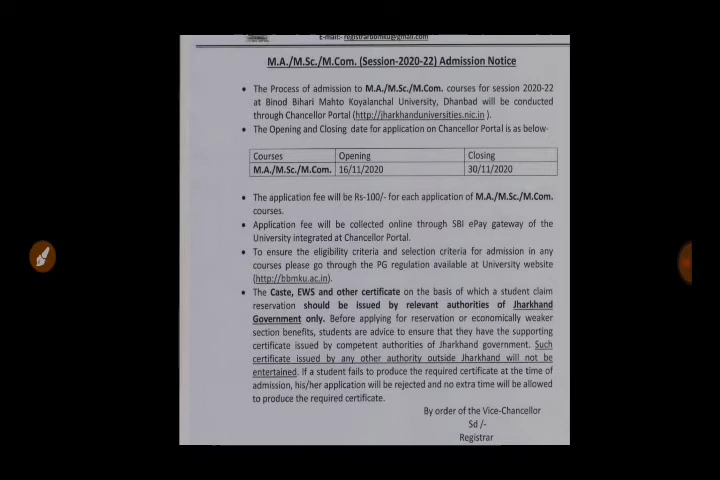 E-mail:- registrarbbmku@gmail.com
M.A./M.Sc./M.Com. (Session-2020-22) Admission Notice
• The Process of admission to M.A./M.Sc./M.Com. courses for session 2020-22
at Binod Bihari Mahto Koyalanchal University, Dhanbad will be conducted
through Chancellor Portal (http://jharkhanduniversities.nic.in ).
• The Opening and Closing date for application on Chancellor Portal is as below-
Courses Opening Closing
M.A./M.Sc./M.Com. 16/11/2020 30/11/2020
• The application fee will be Rs-100/- for each application of M.A./M.Sc./M.Com.
courses.
• Application fee will be collected online through SBI ePay gateway of the
University integrated at Chancellor Portal.
• To ensure the eligibility criteria and selection criteria for admission in any
courses please go through the PG regulation available at University website
(http://bbmku.ac.in).
• The Caste, EWS and other certificate on the basis of which a student claim
reservation should be issued by relevant authorities of Jharkhand
Government only. Before applying for reservation or economically weaker
section benefits, students are advice to ensure that they have the supporting
certificate issued by competent authorities of Jharkhand government. Such
certificate issued by any other authority outside Jharkhand will not be
entertained. If a student fails to produce the required certificate at the time of
admission, his/her application will be rejected and no extra time will be allowed
to produce the required certificate.
By order of the Vice-Chancellor
Sd /-
Registrar